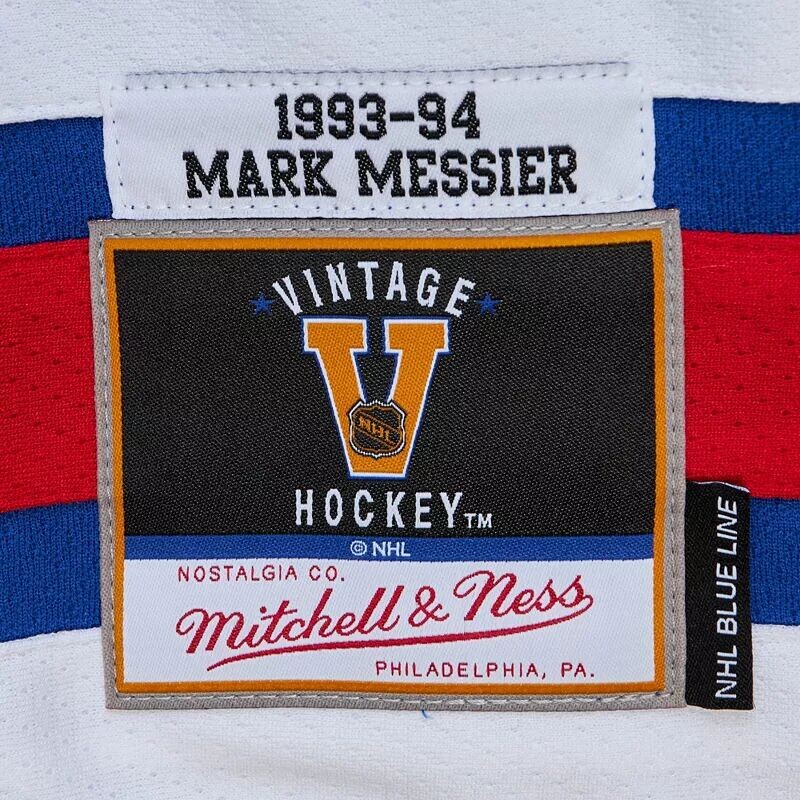 1993-94
MARK MESSIER
VINTAGE
V
NHL
HOCKEY™
© NHL
NOSTALGIA CO.
Mitchell & Ness
PHILADELPHIA, PA.
NHL BLUE LINE